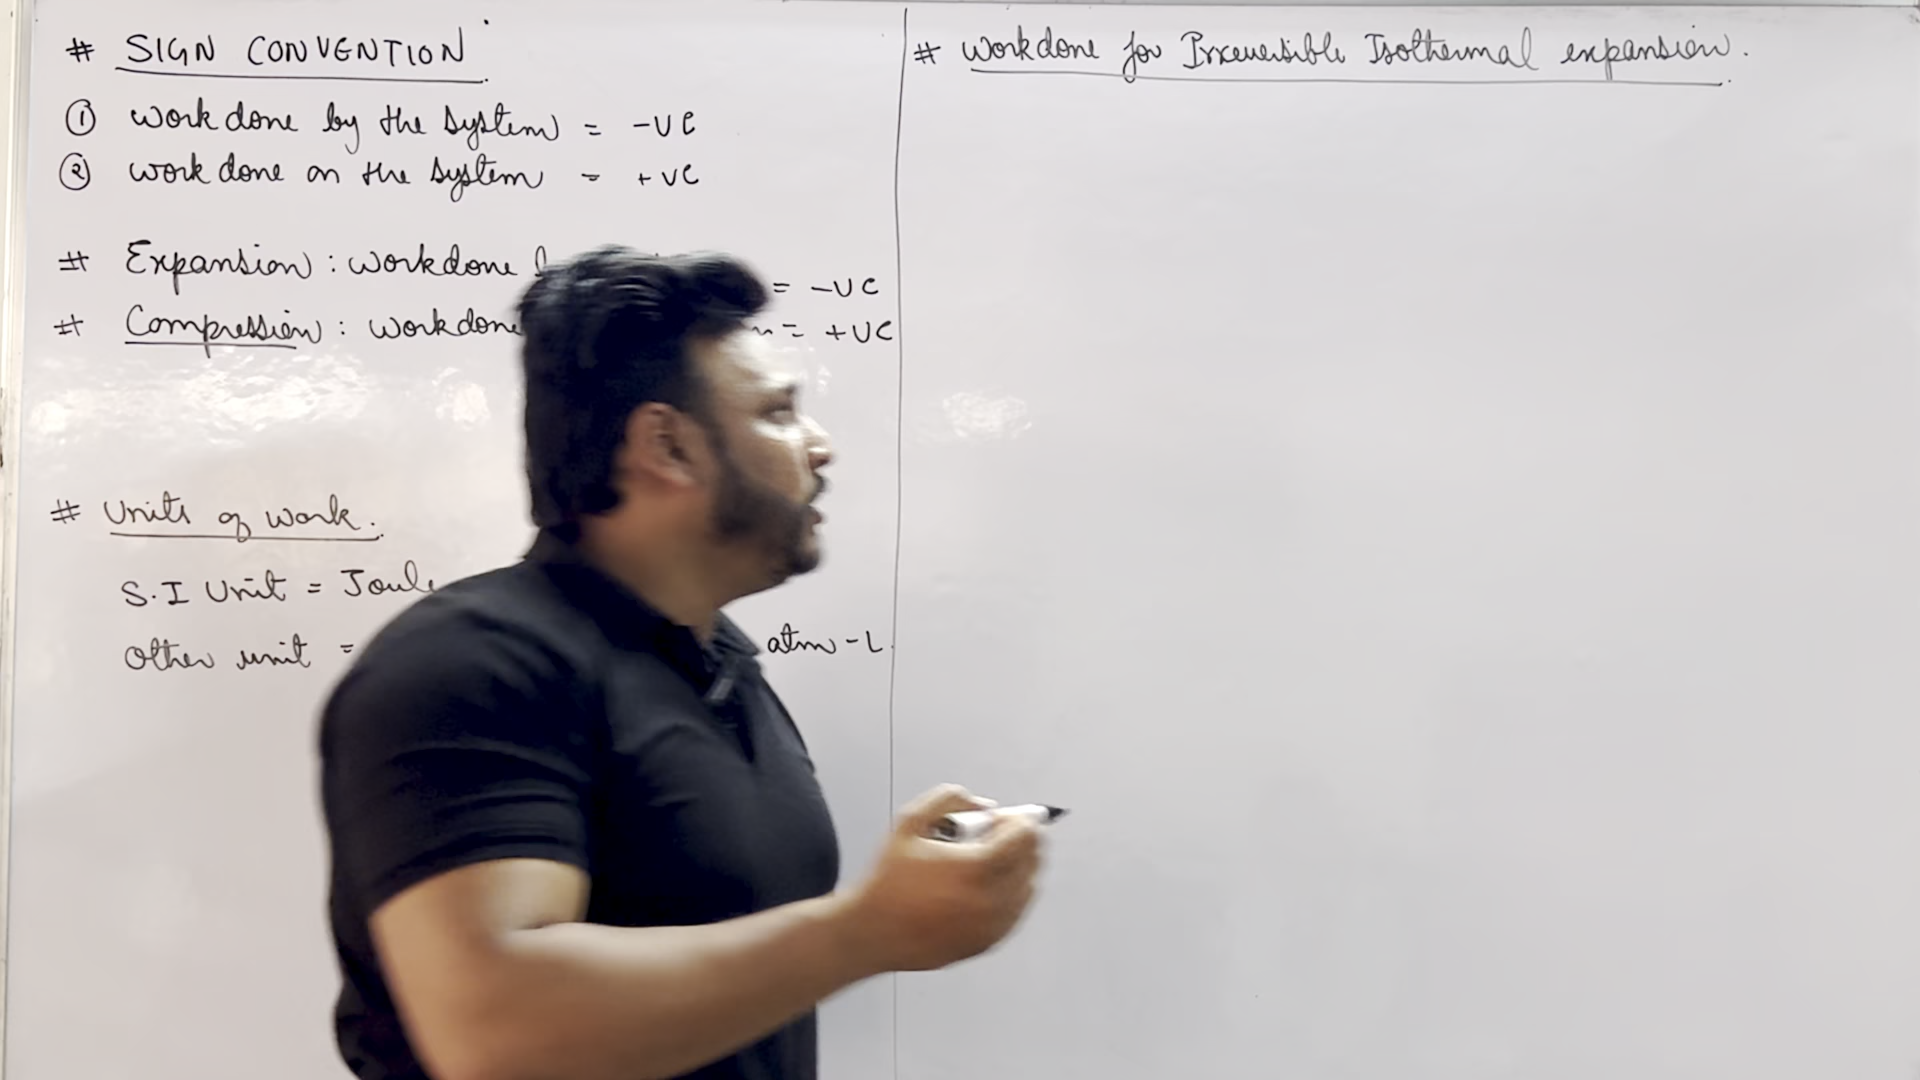 # SIGN CONVENTION
① work done by the system = -ve
② work done on the system = +ve
# Expansion : workdone = -ve
# Compression : workdone = +ve
# Units of work.
S.I Unit = Joule
Other unit = atm - L.
# Workdone for Irreversible Isothermal expansion.